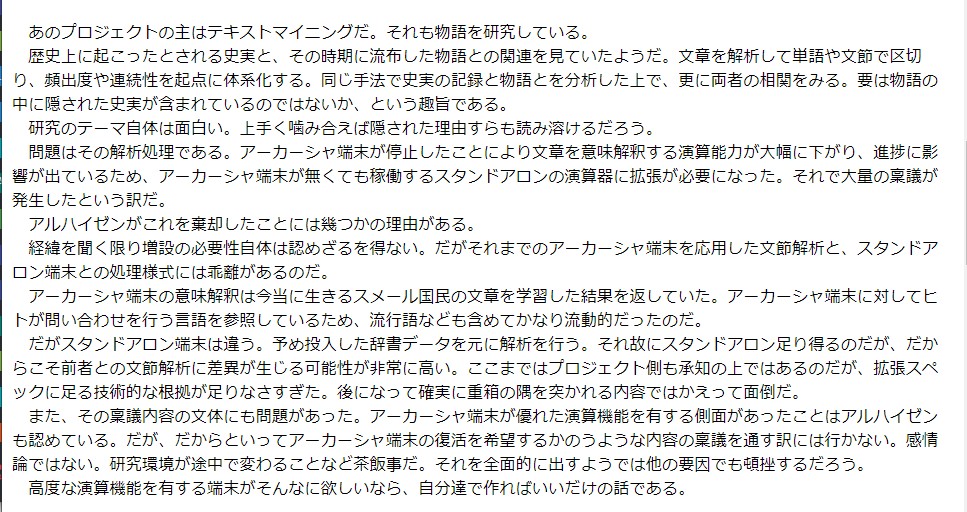 あのプロジェクトの主はテキストマイニングだ。それも物語を研究している。
　歴史上に起こったとされる史実と、その時期に流布した物語との関連を見ていたようだ。文章を解析して単語や文節で区切
り、頻出度や連続性を起点に体系化する。同じ手法で史実の記録と物語とを分析した上で、更に両者の相関をみる。要は物語の
中に隠された史実が含まれているのではないか、という趣旨である。
　研究のテーマ自体は面白い。上手く噛み合えば隠された理由すらも読み溶けるだろう。
　問題はその解析処理である。アーカーシャ端末が停止したことにより文章を意味解釈する演算能力が大幅に下がり、進捗に影
響が出ているため、アーカーシャ端末が無くても稼働するスタンドアロンの演算器に拡張が必要になった。それで大量の稟議が
発生したという訳だ。
　アルハイゼンがこれを棄却したことには幾つかの理由がある。
　経緯を聞く限り増設の必要性自体は認めざるを得ない。だがそれまでのアーカーシャ端末を応用した文節解析と、スタンドア
ロン端末との処理様式には乖離があるのだ。
　アーカーシャ端末の意味解釈は今当に生きるスメール国民の文章を学習した結果を返していた。アーカーシャ端末に対してヒ
トが問い合わせを行う言語を参照しているため、流行語なども含めてかなり流動的だったのだ。
　だがスタンドアロン端末は違う。予め投入した辞書データを元に解析を行う。それ故にスタンドアロン足り得るのだが、だか
らこそ前者との文節解析に差異が生じる可能性が非常に高い。ここまではプロジェクト側も承知の上ではあるのだが、拡張スペ
ックに足る技術的な根拠が足りなさすぎた。後になって確実に重箱の隅を突かれる内容ではかえって面倒だ。
　また、その稟議内容の文体にも問題があった。アーカーシャ端末が優れた演算機能を有する側面があったことはアルハイゼン
も認めている。だが、だからといってアーカーシャ端末の復活を希望するかのうような内容の稟議を通す訳には行かない。感情
論ではない。研究環境が途中で変わることなど茶飯事だ。それを全面的に出すようでは他の要因でも頓挫するだろう。
　高度な演算機能を有する端末がそんなに欲しいなら、自分達で作ればいいだけの話である。